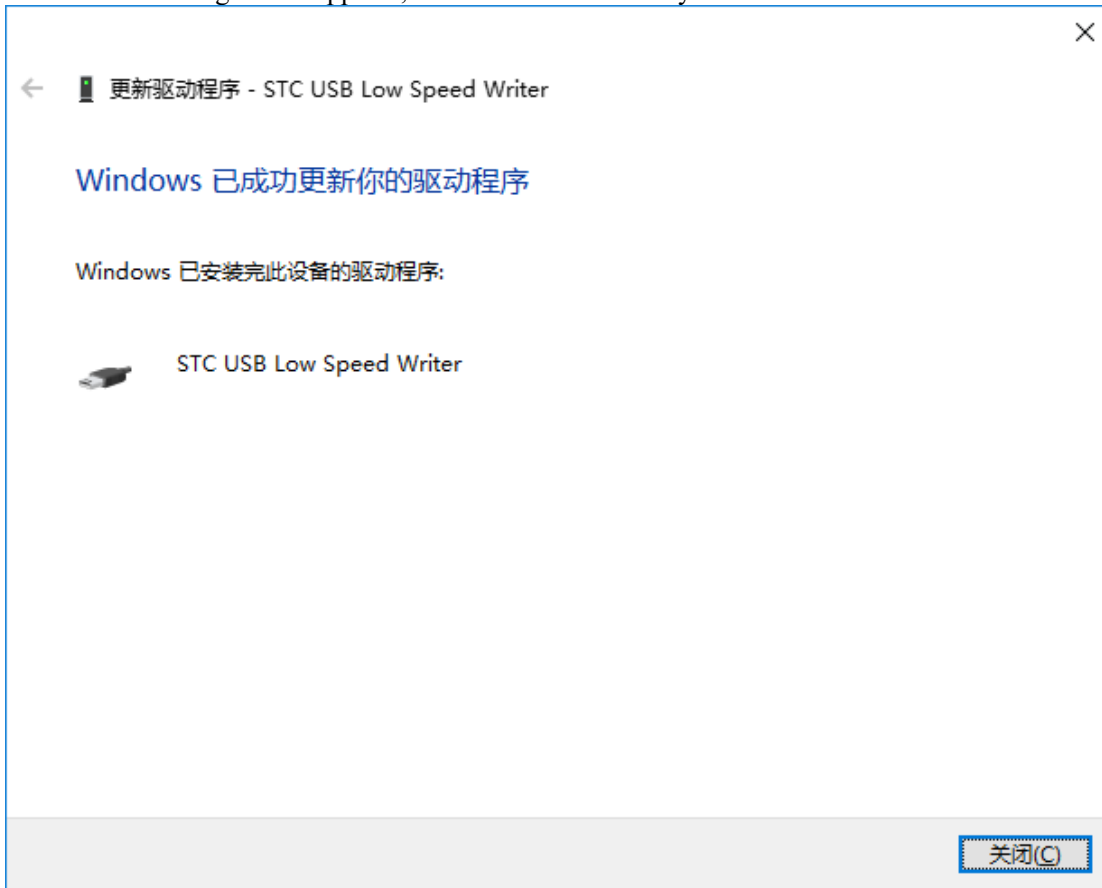 更新驱动程序 - STC USB Low Speed Writer
Windows 已成功更新你的驱动程序
Windows 已安装完此设备的驱动程序:
STC USB Low Speed Writer
关闭(C)